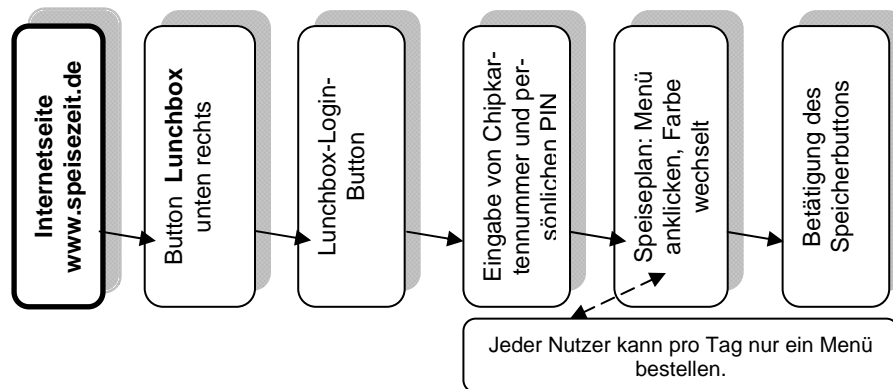 Internetseite
www.speisezeit.de
Button Lunchbox
unten rechts
Lunchbox-Login-
Button
Eingabe von Chipkar-
tennummer und per-
sönlichen PIN
Speiseplan: Menü
anklicken, Farbe
wechselt
Betätigung des
Speicherbuttons
Jeder Nutzer kann pro Tag nur ein Menü
bestellen.